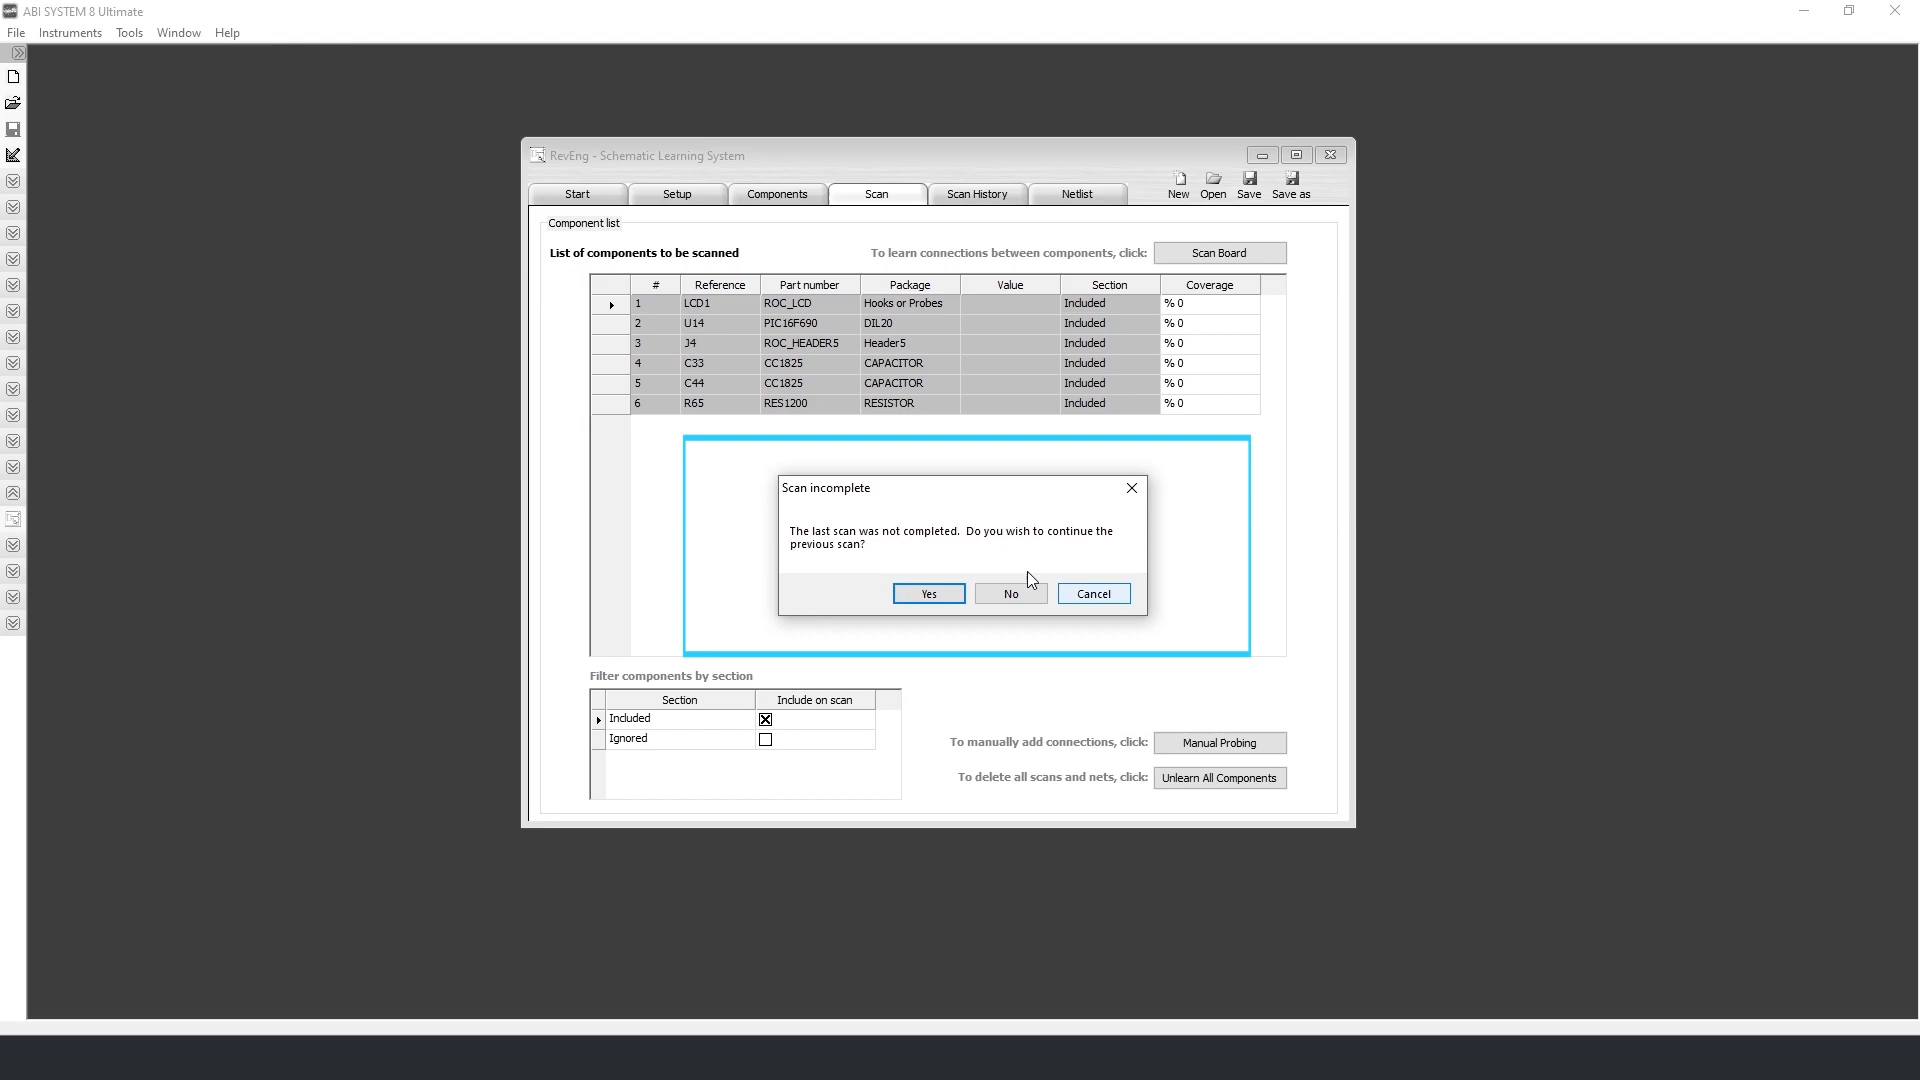 ABI SYSTEM 8 Ultimate
File Instruments Tools Window Help
RevEng - Schematic Learning System
Start Setup Components Scan Scan History Netlist New Open Save Save as
Component list
List of components to be scanned To learn connections between components, click: Scan Board
# Reference Part number Package Value Section Coverage
1 LCD1 ROC_LCD Hooks or Probes Included % 0
2 U14 PIC16F690 DIL20 Included % 0
3 J4 ROC_HEADER5 Header5 Included % 0
4 C33 CC1825 CAPACITOR Included % 0
5 C44 CC1825 CAPACITOR Included % 0
6 R65 RES1200 RESISTOR Included % 0
Scan incomplete
The last scan was not completed. Do you wish to continue the
previous scan?
Yes No Cancel
Filter components by section
Section Include on scan
Included
Ignored
To manually add connections, click: Manual Probing
To delete all scans and nets, click: Unlearn All Components